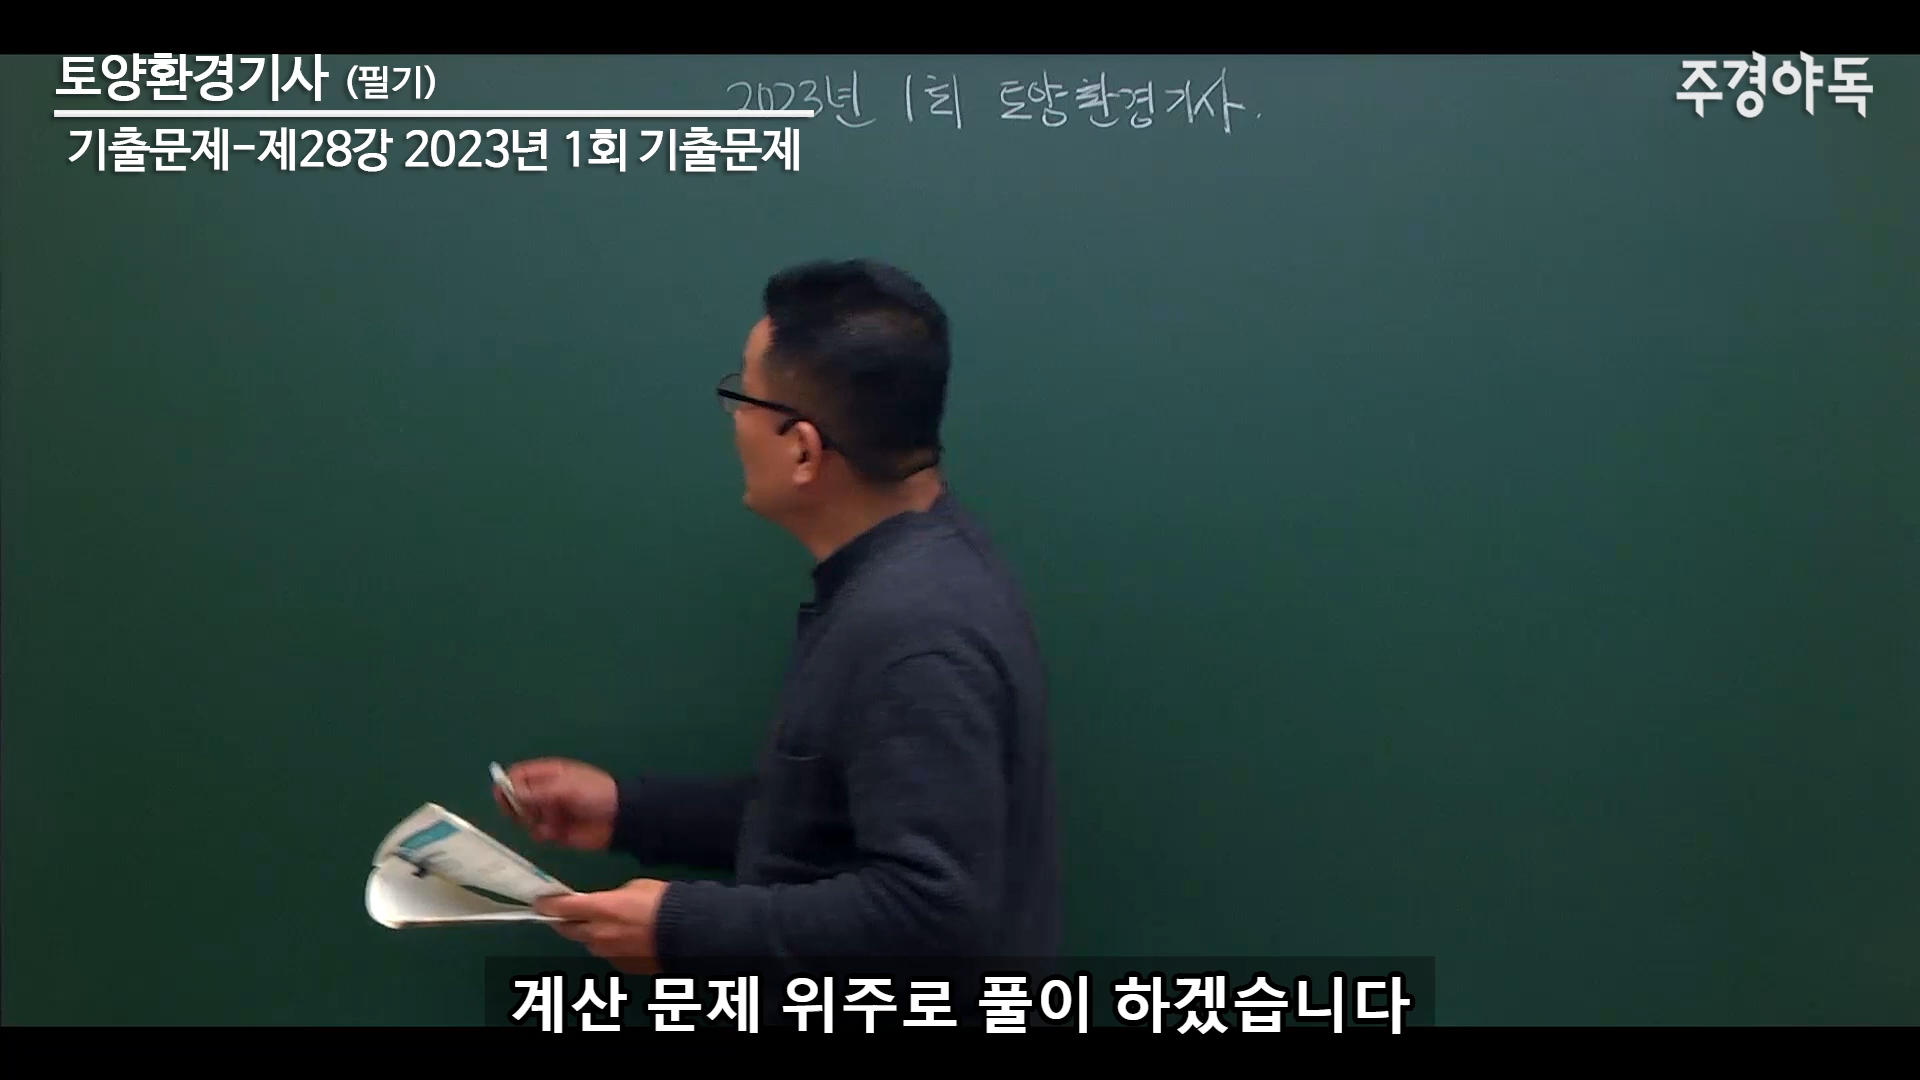 토양환경기사 (필기)
주경야독
2023년 1회 토양환경기사.
기출문제-제28강 2023년 1회 기출문제
계산 문제 위주로 풀이 하겠습니다